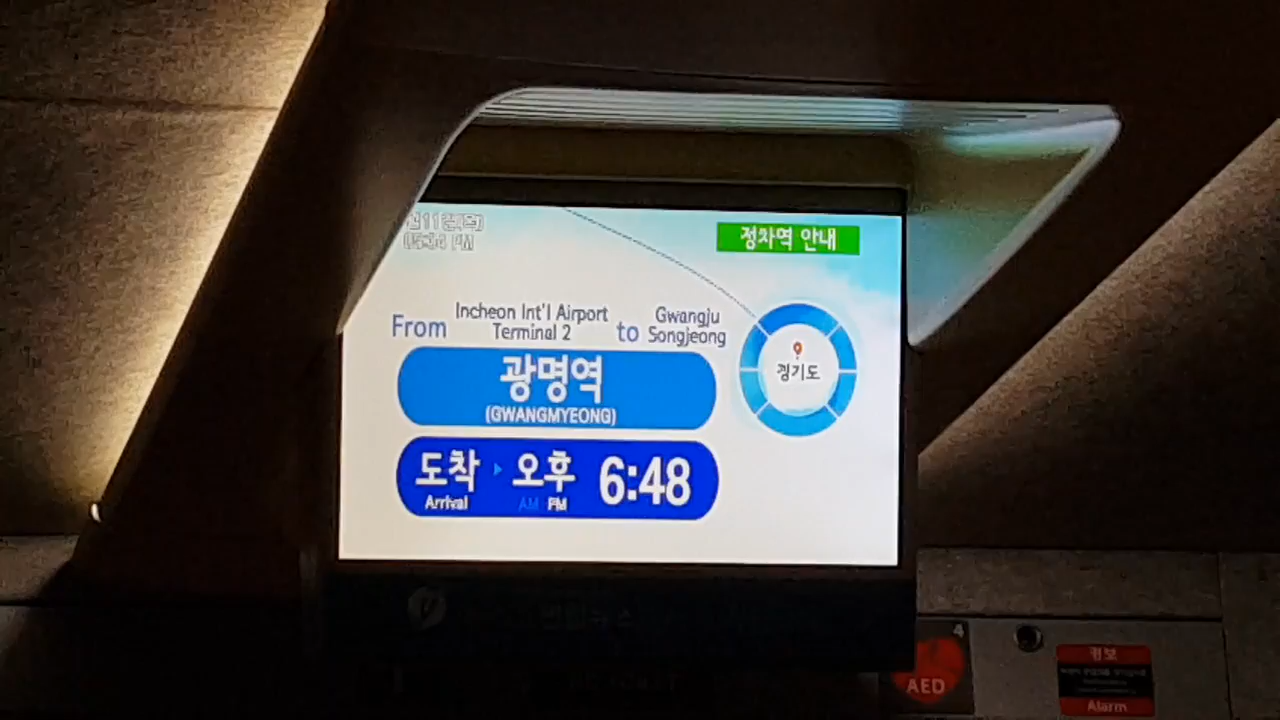 정차역 안내
From Incheon Int'l Airport Terminal 2 to Gwangju Songjeong
광명역
(GWANGMYEONG)
경기도
도착 오후 6:48
Arrival AM PM
4
AED
경보
Alarm